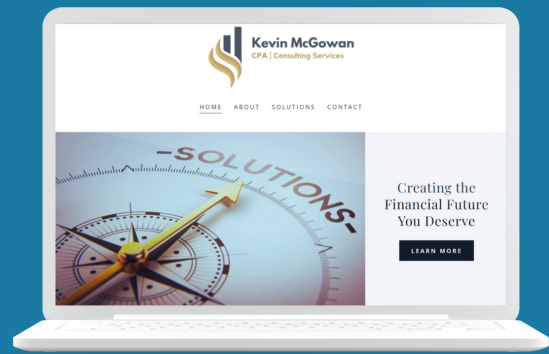 Kevin McGowan
CPA | Consulting Services
HOME ABOUT SOLUTIONS CONTACT
-SOLUTIONS-
Creating the
Financial Future
You Deserve
LEARN MORE